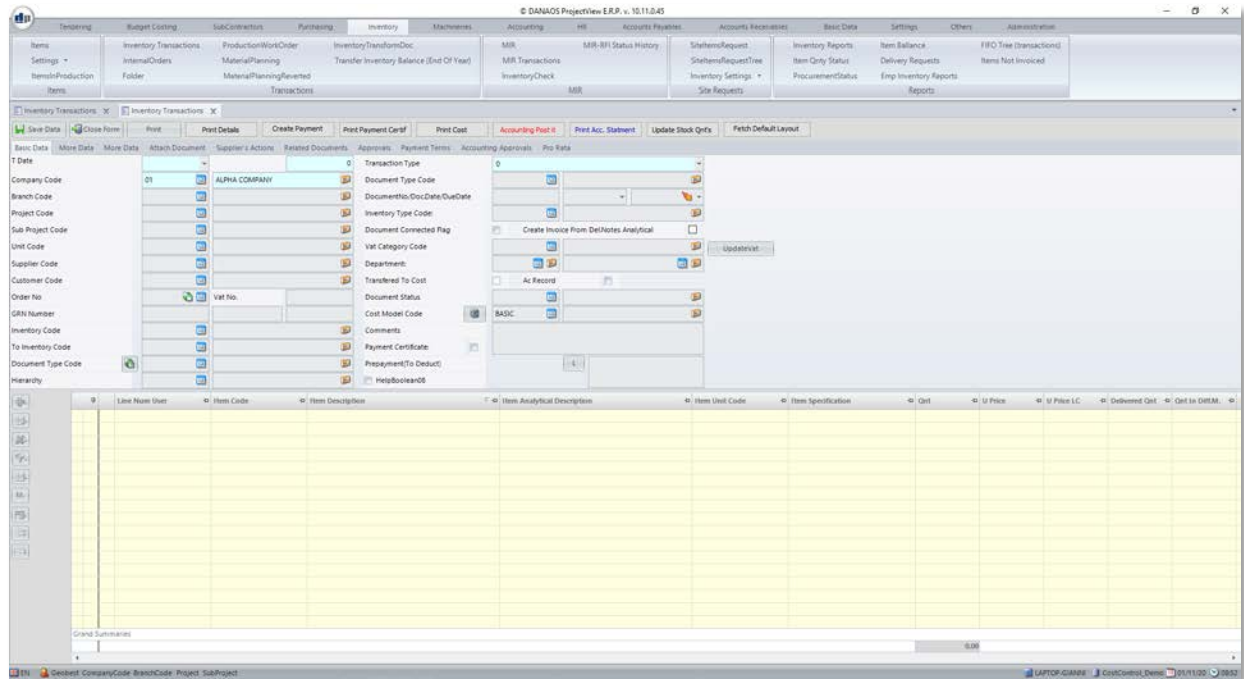 © DANAOS ProjectView E.R.P. v. 10.11.0.45
Tendering Budget Costing SubContractors Purchasing Inventory Machineries Accounting HR Accounts Payables Accounts Receivables Basic Data Settings Others Administration
Items Inventory Transactions ProductionWorkOrder InventoryTransformDoc MIR MIR-RFI Status History SiteItemsRequest Inventory Reports Item Ballance FIFO Tree (transactions)
Settings InternalOrders MaterialPlanning Transfer Inventory Balance (End Of Year) MIR Transactions SiteItemsRequestTree Item Qnty Status Delivery Requests Items Not Invoiced
ItemsInProduction Folder MaterialPlanningReverted InventoryCheck Inventory Settings ProcurementStatus Emp Inventory Reports
Items Transactions MIR Site Requests Reports
Inventory Transactions Inventory Transactions
Save Data Close Form Print Print Details Create Payment Print Payment Certif Print Cost Accounting Post it Print Acc. Statment Update Stock Qnt's Fetch Default Layout
Basic Data More Data More Data Attach Document Supplier's Actions Related Documents Approvals Payment Terms Accounting Approvals Pro Rata
T Date 0 Transaction Type 0
Company Code 01 ALPHA COMPANY Document Type Code
Branch Code DocumentNo/DocDate/DueDate
Project Code Inventory Type Code:
Sub Project Code Document Connected Flag Create Invoice From Del.Notes Analytical
Unit Code Vat Category Code UpdateVat
Supplier Code Department:
Customer Code Transfered To Cost Ac Record
Order No Vat No. Document Status
GRN Number Cost Model Code BASIC
Inventory Code Comments
To Inventory Code Payment Certificate:
Document Type Code Prepayment(To Deduct)
Hierarchy HelpBoolean08
Line Num User Item Code Item Description Item Analytical Description Item Unit Code Item Specification Qnt U Price U Price LC Delivered Qnt Qnt In Diff.M.
Grand Summaries
0.00
EN Geobest CompanyCode BranchCode Project SubProject LAPTOP-GIANNI CostControl_Demo 01/11/20 0852